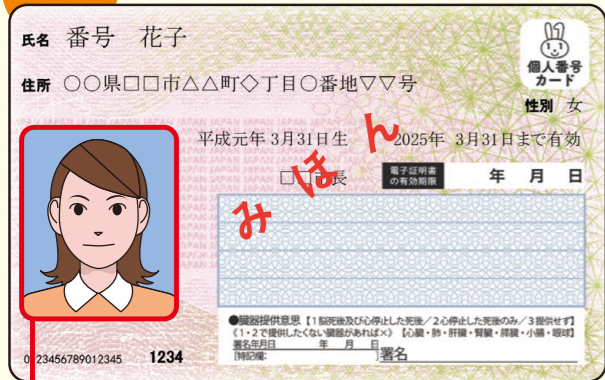 氏名 番号 花子
個人番号
カード
住所 〇〇県□□市△△町◇丁目〇番地▽▽号
性別 女
平成元年 3月31日生 2025年 3月31日まで有効
みほん
電子証明書
の有効期限 年 月 日
●臓器提供意思【1 脳死後及び心停止した死後／2 心停止した死後のみ／3 提供せず】
《1・2で提供したくない臓器があれば×》【心臓・肺・肝臓・腎臓・膵臓・小腸・眼球】
署名年月日 年 月 日
[特記欄: ]署名
0123456789012345 1234